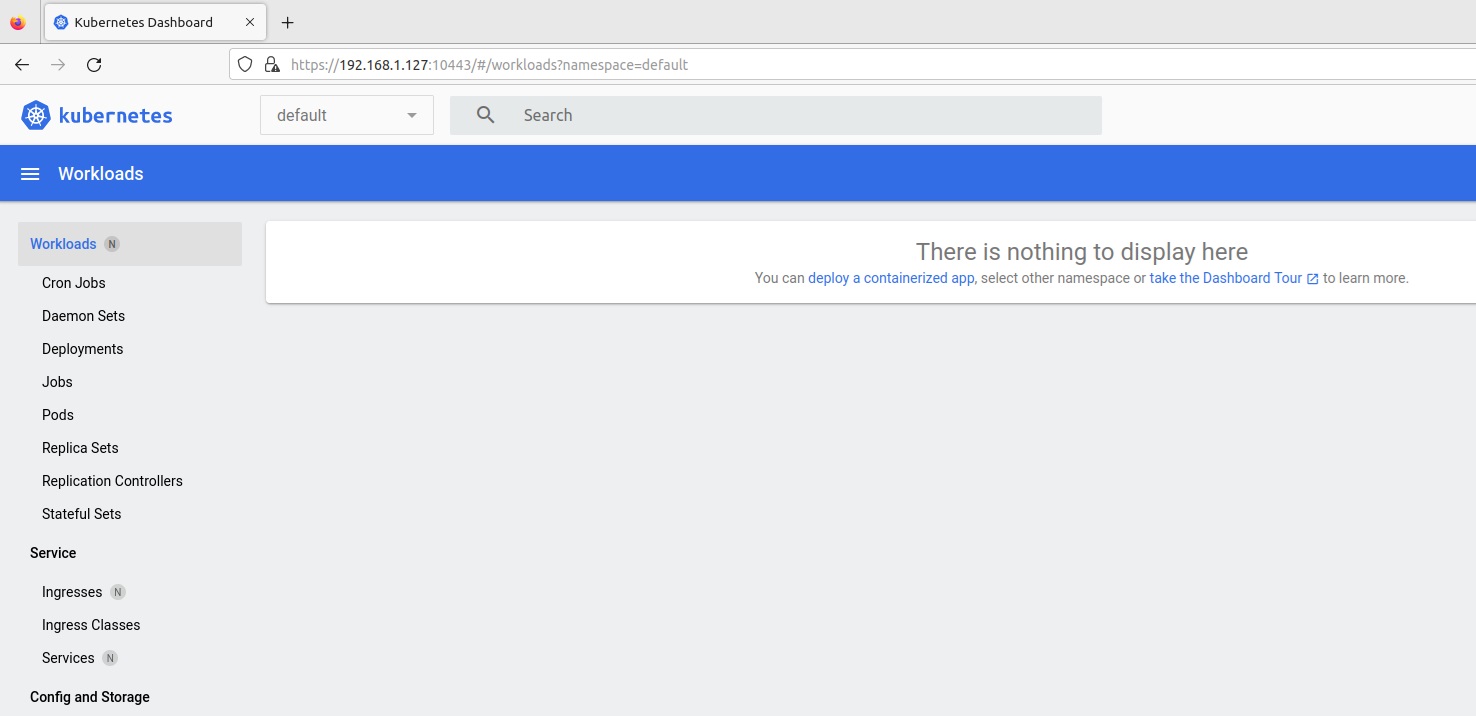 Kubernetes Dashboard
https://192.168.1.127:10443/#/workloads?namespace=default
kubernetes
default
Search
Workloads
Workloads N
There is nothing to display here
You can deploy a containerized app, select other namespace or take the Dashboard Tour to learn more.
Cron Jobs
Daemon Sets
Deployments
Jobs
Pods
Replica Sets
Replication Controllers
Stateful Sets
Service
Ingresses N
Ingress Classes
Services N
Config and Storage